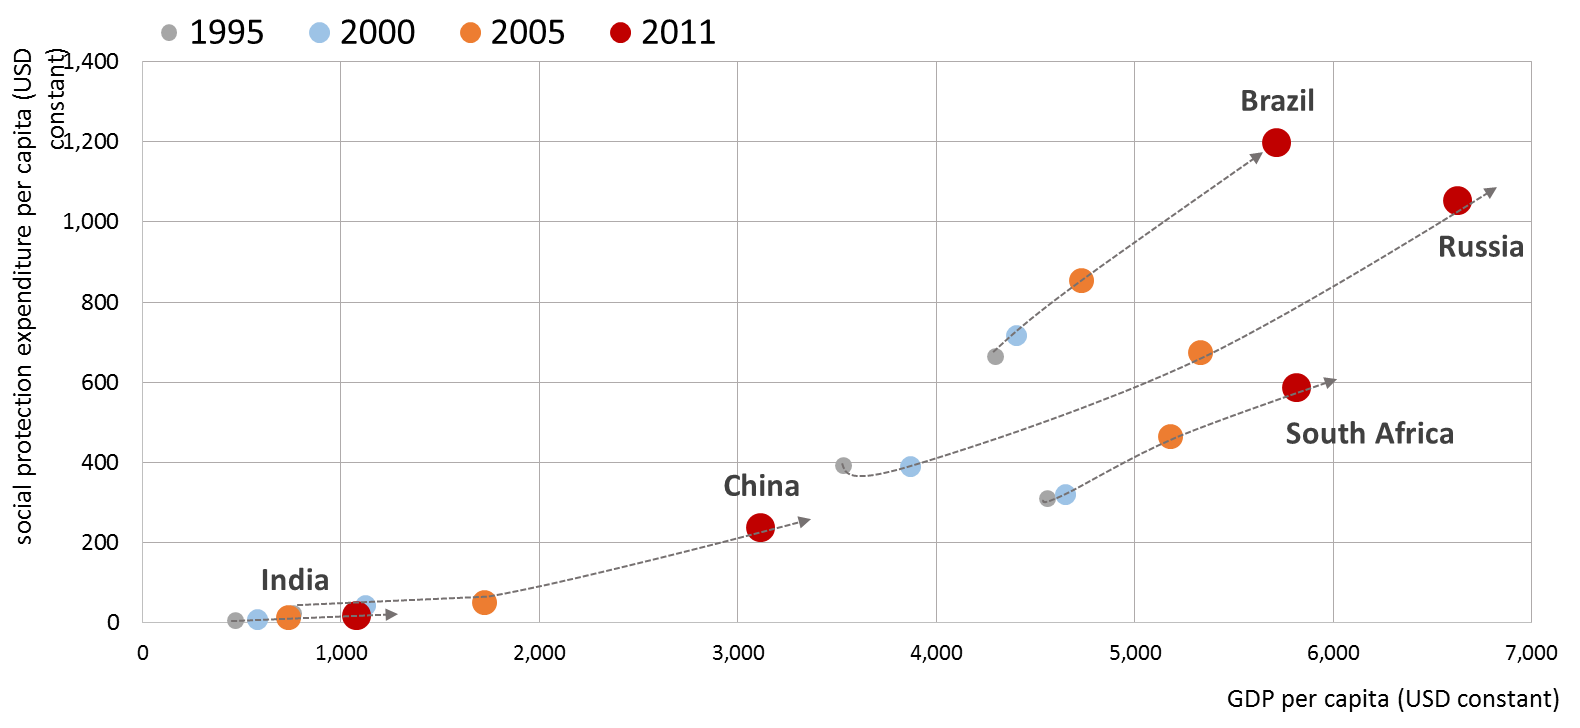 1995 2000 2005 2011
social protection expenditure per capita (USD
constant)
1,400
1,200
1,000
800
600
400
200
0
Brazil
Russia
South Africa
China
India
0 1,000 2,000 3,000 4,000 5,000 6,000 7,000
GDP per capita (USD constant)